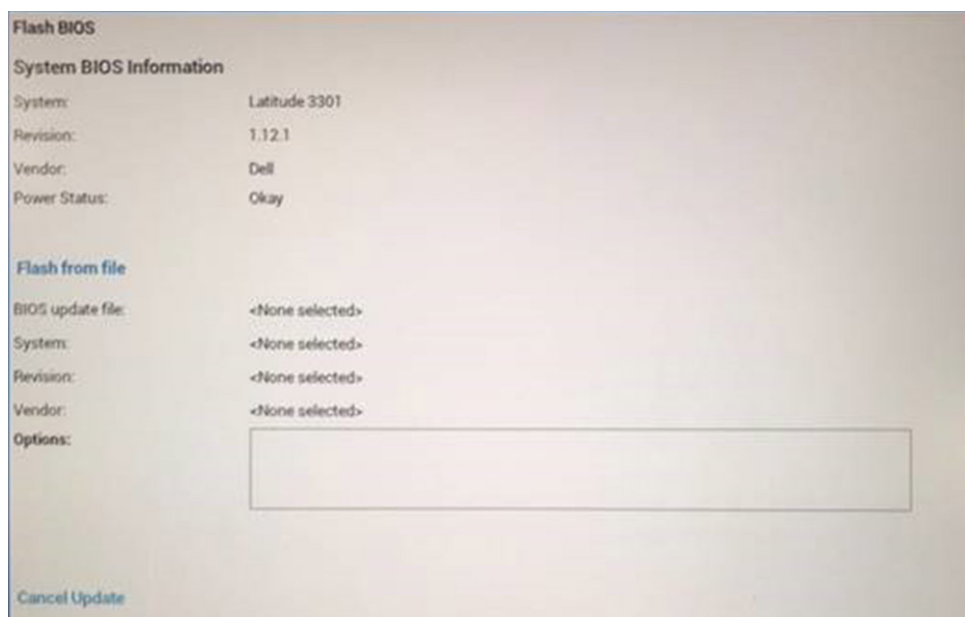 Flash BIOS
System BIOS Information
System: Latitude 3301
Revision: 1.12.1
Vendor: Dell
Power Status: Okay
Flash from file
BIOS update file: <None selected>
System: <None selected>
Revision: <None selected>
Vendor: <None selected>
Options:
Cancel Update